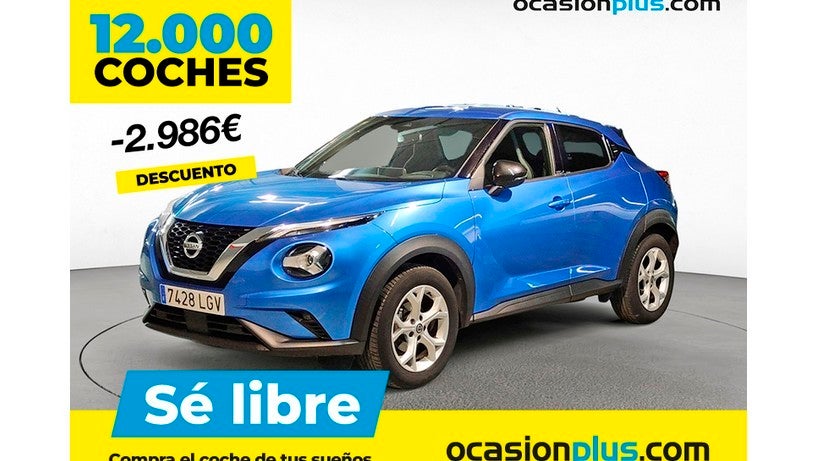 ocasionplus.com
12.000
COCHES
-2.986€
DESCUENTO
NISSAN
7428 LGV
Sé libre
Compra el coche de tus sueños
ocasionplus.com